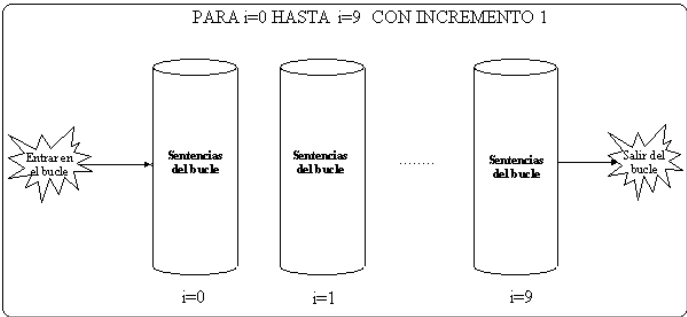 PARA i=0 HASTA i=9 CON INCREMENTO 1
Entrar en
el bucle
Sentencias
del bucle
Sentencias
del bucle
........
Sentencias
del bucle
Salir del
bucle
i=0
i=1
i=9